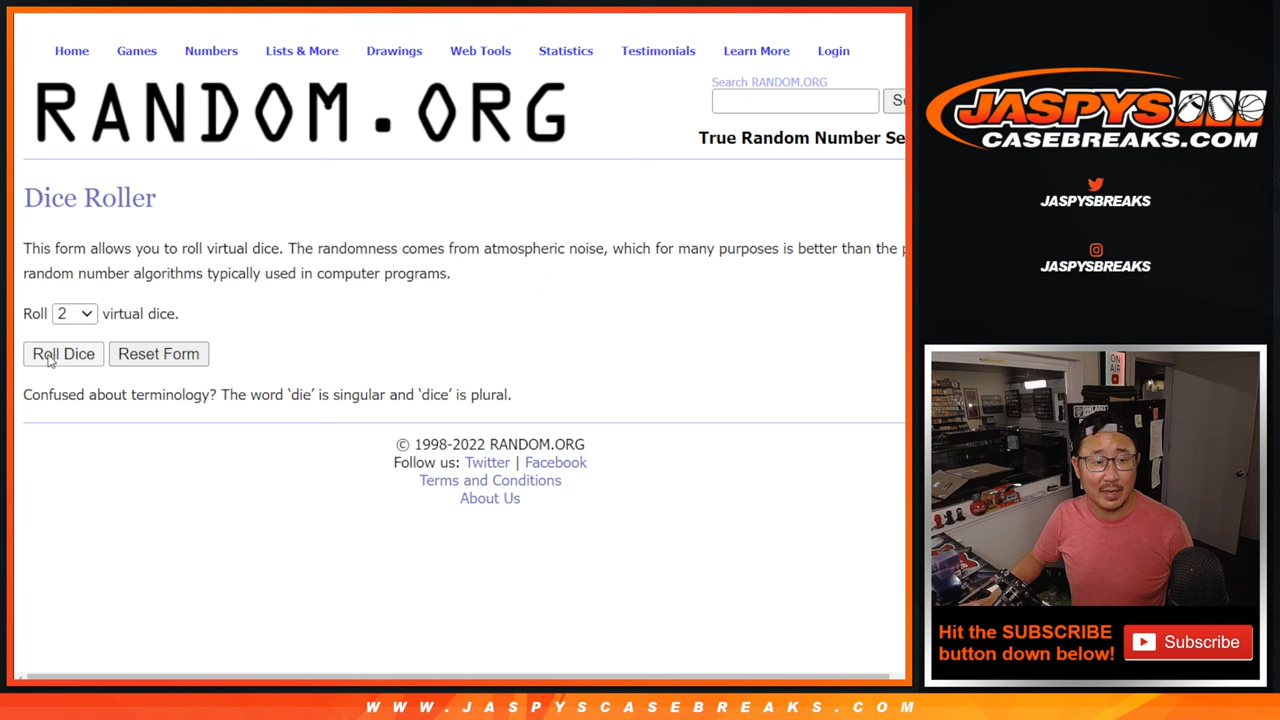 Home Games Numbers Lists & More Drawings Web Tools Statistics Testimonials Learn More Login
Search RANDOM.ORG
RANDOM.ORG
True Random Number Se
Dice Roller
This form allows you to roll virtual dice. The randomness comes from atmospheric noise, which for many purposes is better than the
random number algorithms typically used in computer programs.
Roll 2 virtual dice.
Roll Dice Reset Form
Confused about terminology? The word ‘die’ is singular and ‘dice’ is plural.
© 1998-2022 RANDOM.ORG
Follow us: Twitter | Facebook
Terms and Conditions
About Us
JASPYS
CASEBREAKS.COM
JASPYSBREAKS
JASPYSBREAKS
ON
AIR
Hit the SUBSCRIBE
button down below!
Subscribe
WWW.JASPYSCASEBREAKS.COM